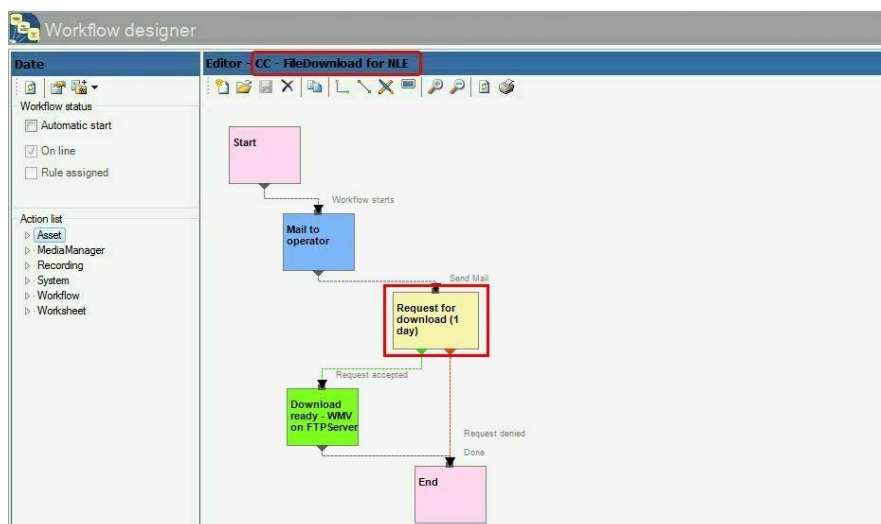 Workflow designer
Date
Editor - CC - FileDownload for NLE
Workflow status
Automatic start
On line
Rule assigned
Action list
Asset
MediaManager
Recording
System
Workflow
Worksheet
Start
Workflow starts
Mail to
operator
Send Mail
Request for
download (1
day)
Request accepted
Download
ready - WMV
on FTPServer
Request denied
Done
End